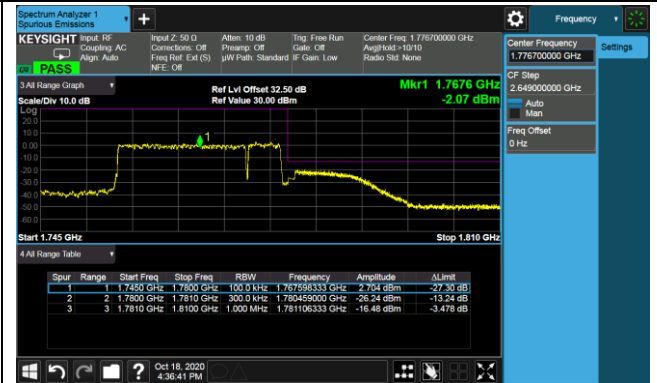 Spectrum Analyzer 1
Spurious Emissions
Frequency
KEYSIGHT
Input: RF
Coupling: AC
Align: Auto
Input Z: 50 Ω
Corrections: Off
Freq Ref: Ext (S)
NFE: Off
Atten: 10 dB
Preamp: Off
µW Path: Standard
Trig: Free Run
Gate: Off
IF Gain: Low
Center Freq: 1.776700000 GHz
Avg|Hold:>10/10
Radio Std: None
PASS
Center Frequency
1.776700000 GHz
Settings
CF Step
2.649000000 MHz
Auto
Man
Freq Offset
0 Hz
3 All Range Graph
Ref Lvl Offset 32.50 dB
Mkr1 1.7676 GHz
Scale/Div 10.0 dB
Ref Value 30.00 dBm
-2.07 dBm
Log
20.0
10.0
0.00
-10.0
-20.0
-30.0
-40.0
-50.0
-60.0
1
Start 1.745 GHz
Stop 1.810 GHz
4 All Range Table
Spur Range Start Freq Stop Freq RBW Frequency Amplitude ΔLimit
1 1 1.7450 GHz 1.7800 GHz 100.0 kHz 1.767598333 GHz 2.704 dBm -27.30 dB
2 2 1.7800 GHz 1.7810 GHz 300.0 kHz 1.780459000 GHz -26.24 dBm -13.24 dB
3 3 1.7810 GHz 1.8100 GHz 1.000 MHz 1.781106333 GHz -16.48 dBm -3.478 dB
?
Oct 18, 2020
4:36:41 PM